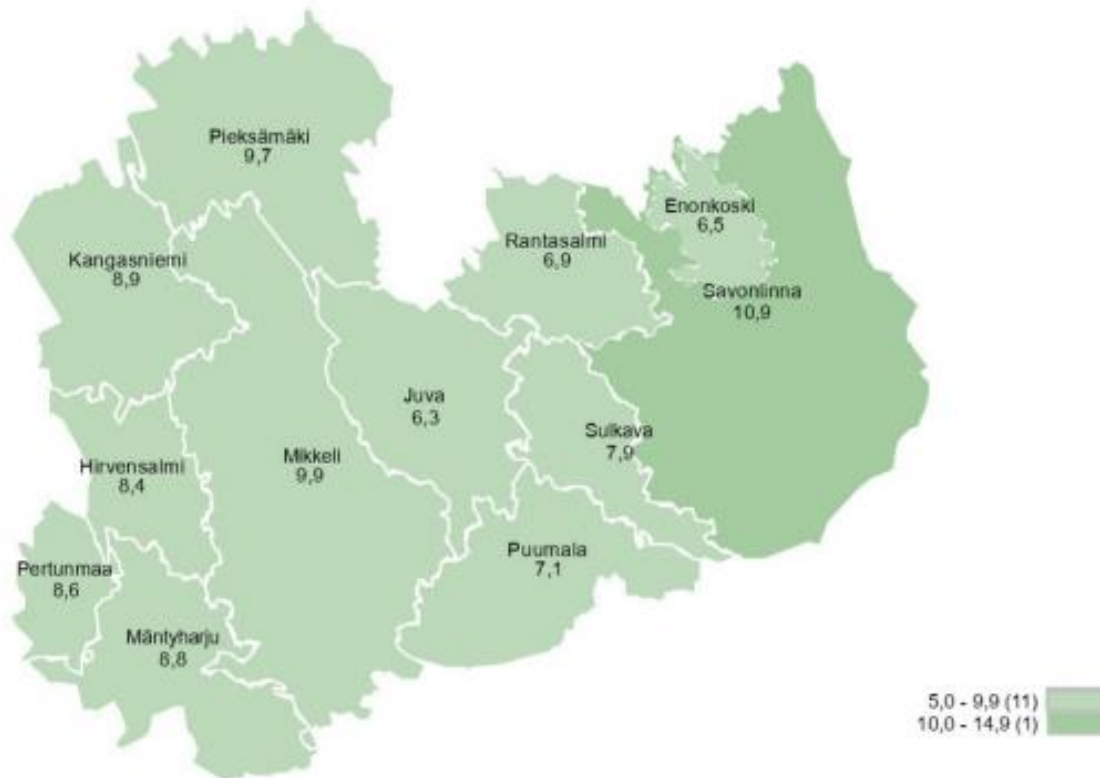 Pieksämäki
9,7
Enonkoski
6,5
Rantasalmi
6,9
Kangasniemi
8,9
Savonlinna
10,9
Juva
6,3
Sulkava
7,9
Mikkeli
9,9
Hirvensalmi
8,4
Puumala
7,1
Pertunmaa
8,6
Mäntyharju
8,8
5,0 - 9,9 (11)
10,0 - 14,9 (1)